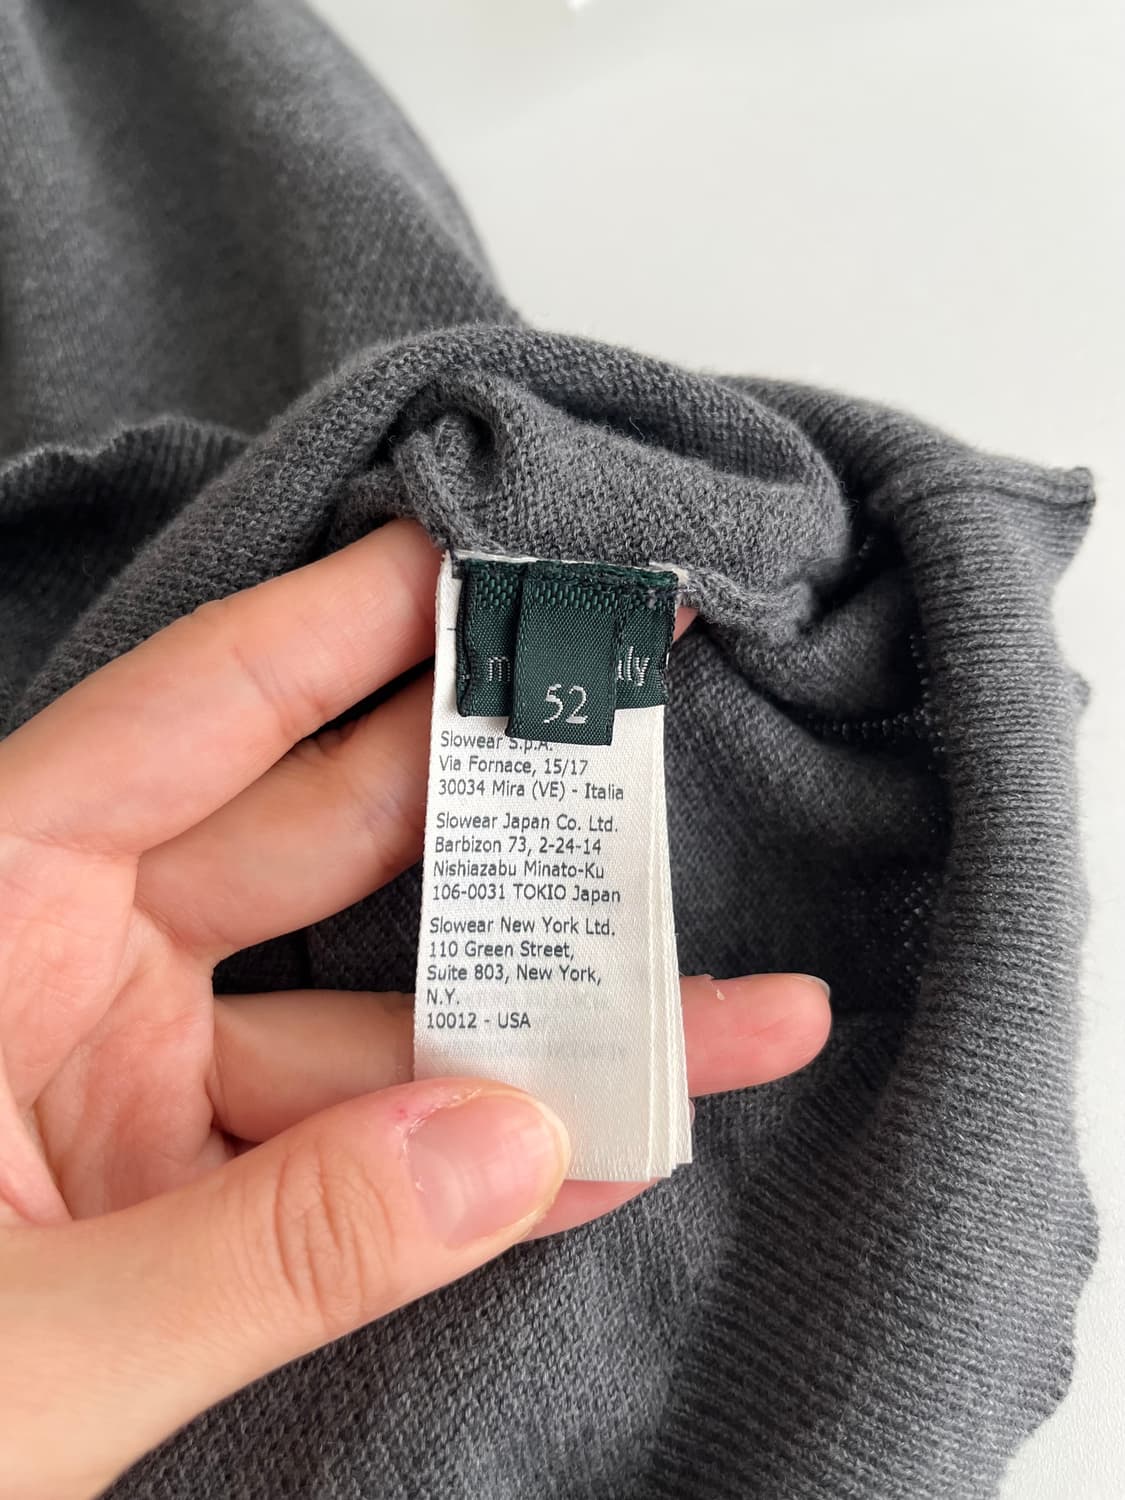 52
Slowear S.p.A.
Via Fornace, 15/17
30034 Mira (VE) - Italia
Slowear Japan Co. Ltd.
Barbizon 73, 2-24-14
Nishiazabu Minato-Ku
106-0031 TOKIO Japan
Slowear New York Ltd.
110 Green Street,
Suite 803, New York,
N.Y.
10012 - USA